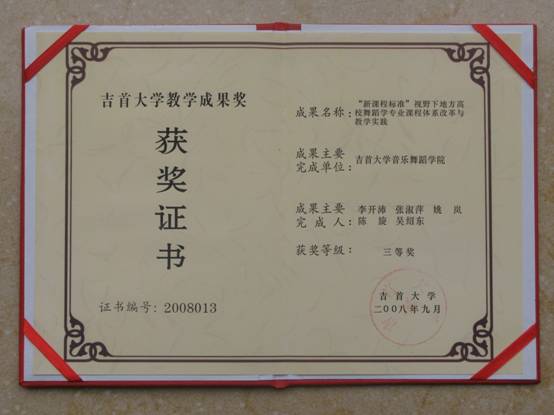 吉首大学教学成果奖
获奖证书
证书编号：2008013
成果名称：“新课程标准”视野下地方高
校舞蹈学专业课程体系改革与
教学实践
成果主要
完成单位：吉首大学音乐舞蹈学院
成果主要 李开沛 张淑萍 姚 岚
完成人：陈 旋 吴绍东
获奖等级：三等奖
吉首大学
二00八年九月